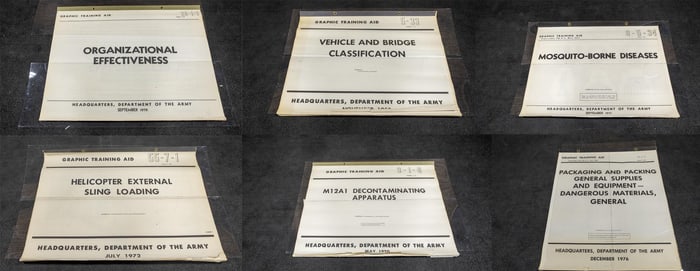 ORGANIZATIONAL
EFFECTIVENESS
HEADQUARTERS, DEPARTMENT OF THE ARMY
GRAPHIC TRAINING AID
VEHICLE AND BRIDGE
CLASSIFICATION
HEADQUARTERS, DEPARTMENT OF THE ARMY
GRAPHIC TRAINING AID
MOSQUITO-BORNE DISEASES
HEADQUARTERS, DEPARTMENT OF THE ARMY
GRAPHIC TRAINING AID
HELICOPTER EXTERNAL
SLING LOADING
HEADQUARTERS, DEPARTMENT OF THE ARMY
JULY 1972
GRAPHIC TRAINING AID
M12A1 DECONTAMINATING
APPARATUS
HEADQUARTERS, DEPARTMENT OF THE ARMY
GRAPHIC TRAINING AID
PACKAGING AND PACKING
GENERAL SUPPLIES
AND EQUIPMENT—
DANGEROUS MATERIALS,
GENERAL
HEADQUARTERS, DEPARTMENT OF THE ARMY
DECEMBER 1976